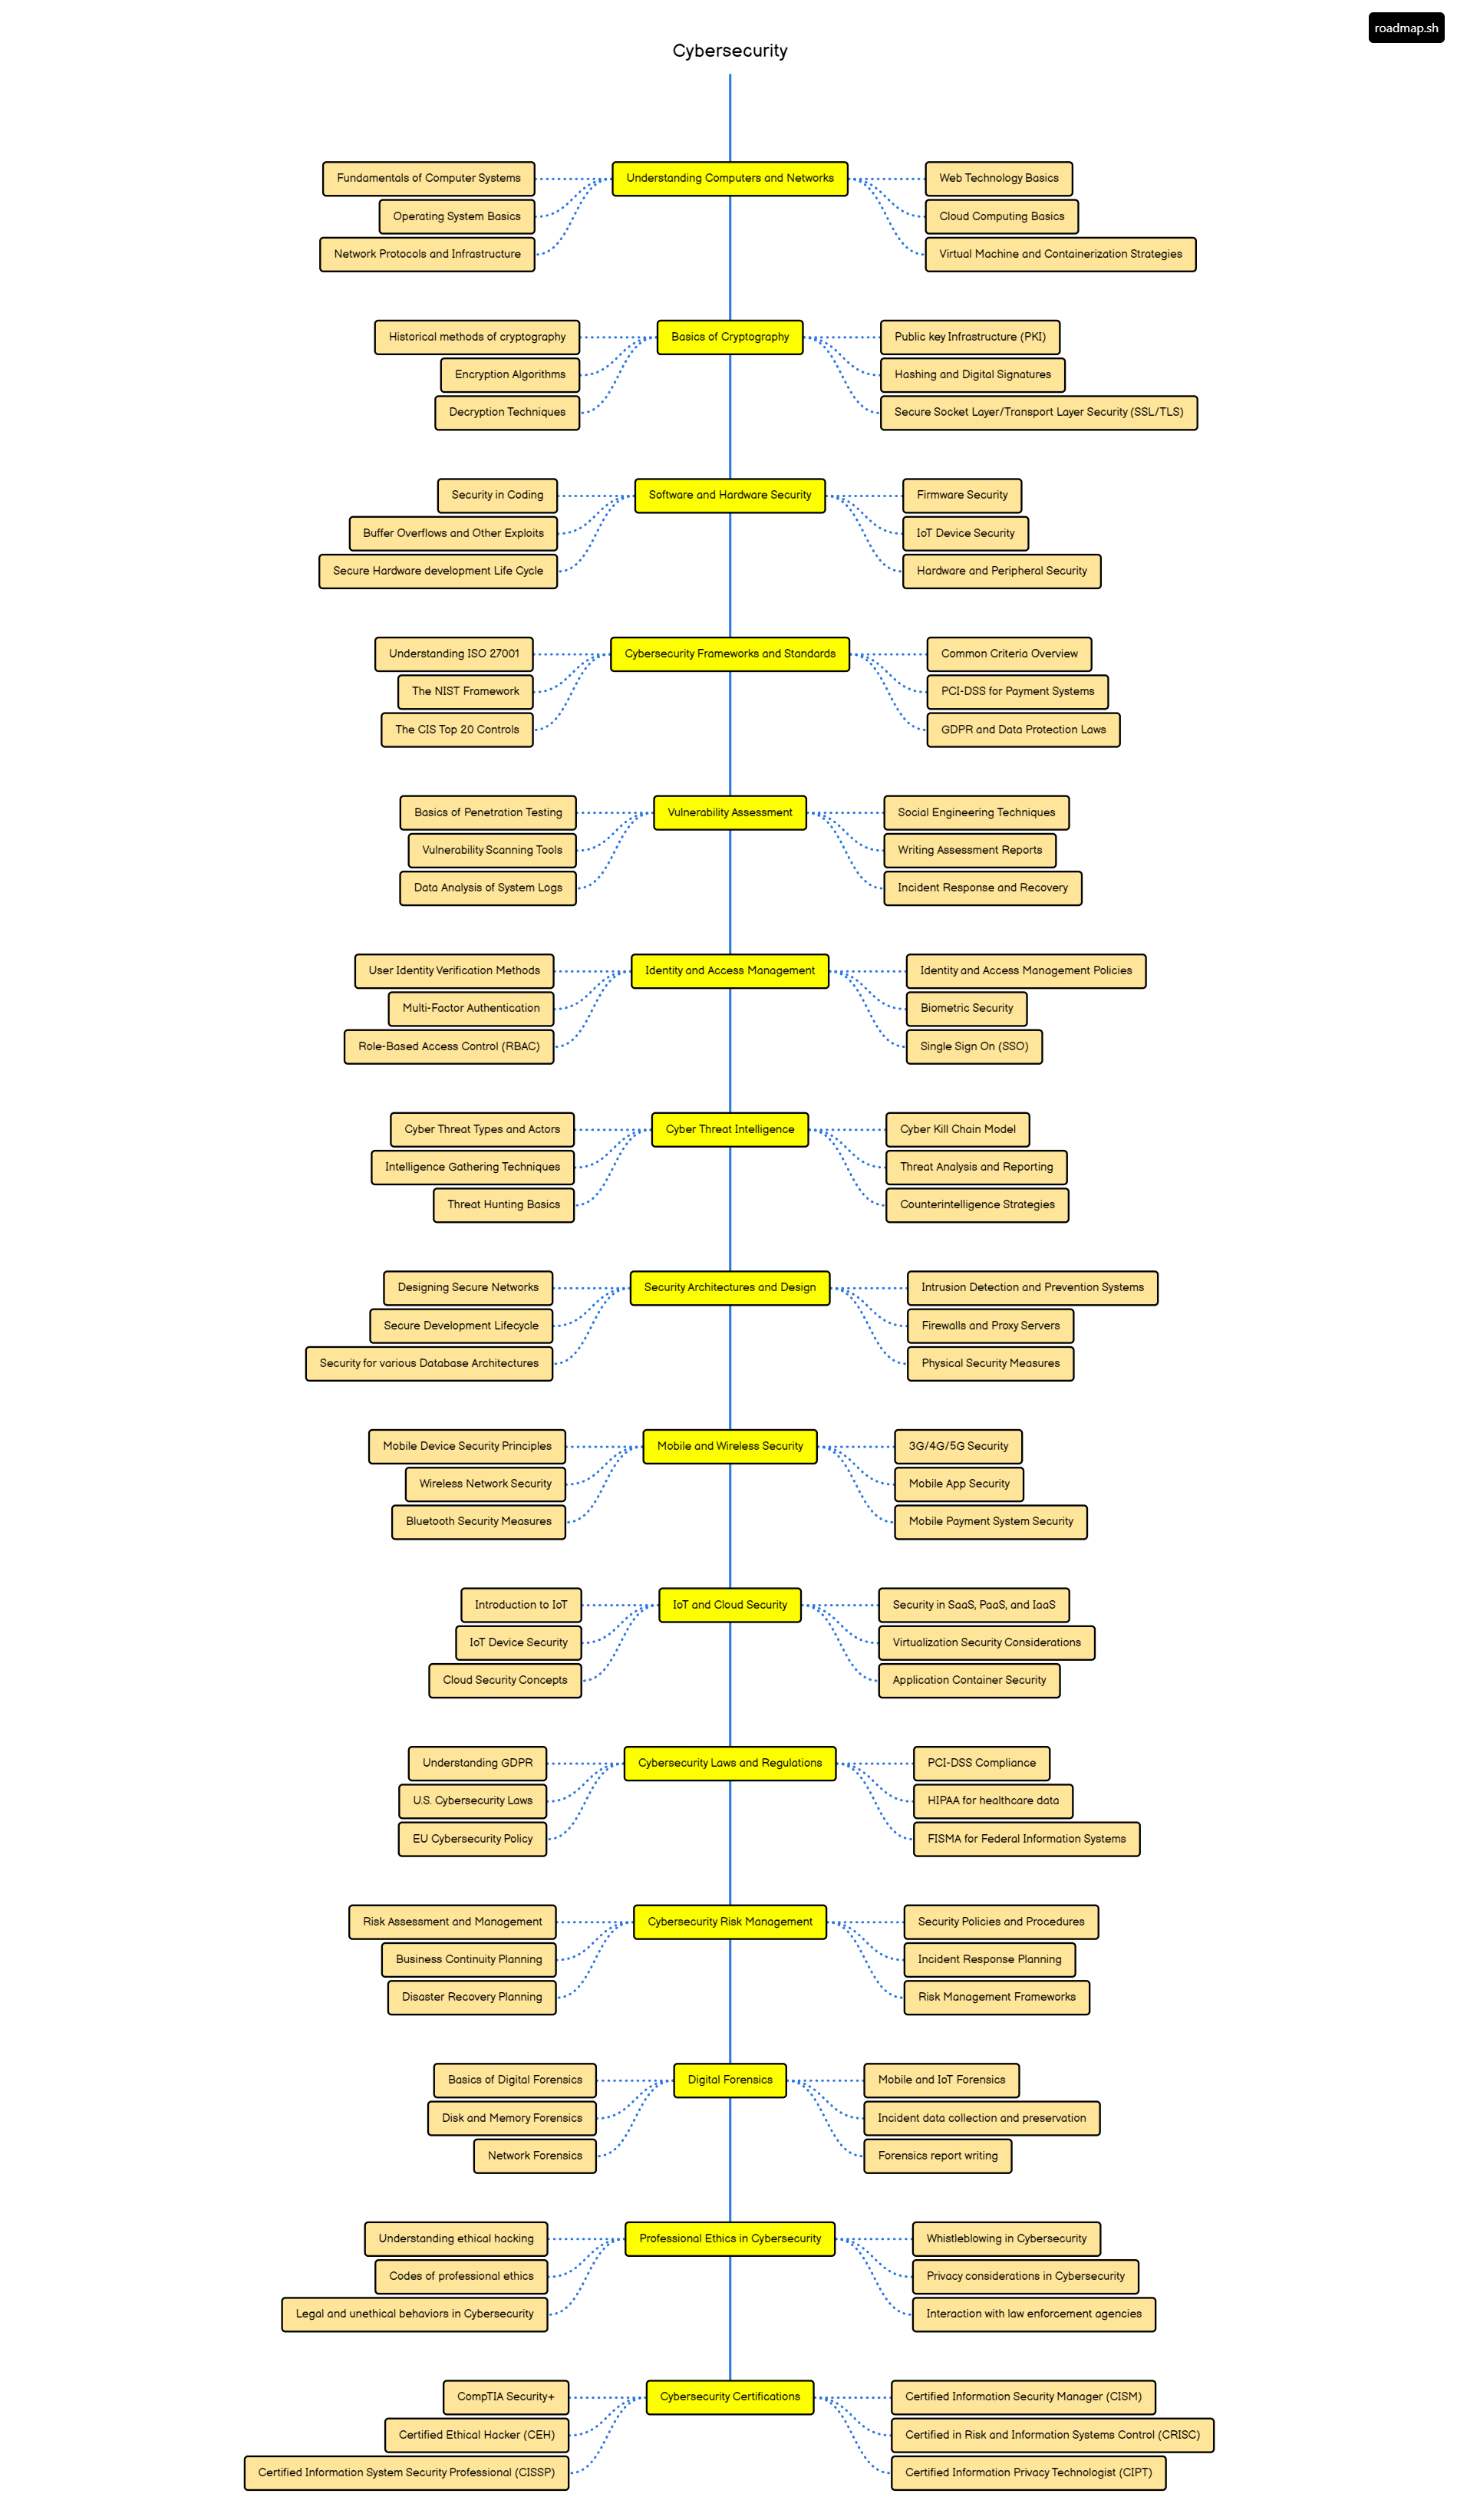 roadmap.sh
Cybersecurity
Understanding Computers and Networks
Fundamentals of Computer Systems
Operating System Basics
Network Protocols and Infrastructure
Web Technology Basics
Cloud Computing Basics
Virtual Machine and Containerization Strategies
Basics of Cryptography
Historical methods of cryptography
Encryption Algorithms
Decryption Techniques
Public key Infrastructure (PKI)
Hashing and Digital Signatures
Secure Socket Layer/Transport Layer Security (SSL/TLS)
Software and Hardware Security
Security in Coding
Buffer Overflows and Other Exploits
Secure Hardware development Life Cycle
Firmware Security
IoT Device Security
Hardware and Peripheral Security
Cybersecurity Frameworks and Standards
Understanding ISO 27001
The NIST Framework
The CIS Top 20 Controls
Common Criteria Overview
PCI-DSS for Payment Systems
GDPR and Data Protection Laws
Vulnerability Assessment
Basics of Penetration Testing
Vulnerability Scanning Tools
Data Analysis of System Logs
Social Engineering Techniques
Writing Assessment Reports
Incident Response and Recovery
Identity and Access Management
User Identity Verification Methods
Multi-Factor Authentication
Role-Based Access Control (RBAC)
Identity and Access Management Policies
Biometric Security
Single Sign On (SSO)
Cyber Threat Intelligence
Cyber Threat Types and Actors
Intelligence Gathering Techniques
Threat Hunting Basics
Cyber Kill Chain Model
Threat Analysis and Reporting
Counterintelligence Strategies
Security Architectures and Design
Designing Secure Networks
Secure Development Lifecycle
Security for various Database Architectures
Intrusion Detection and Prevention Systems
Firewalls and Proxy Servers
Physical Security Measures
Mobile and Wireless Security
Mobile Device Security Principles
Wireless Network Security
Bluetooth Security Measures
3G/4G/5G Security
Mobile App Security
Mobile Payment System Security
IoT and Cloud Security
Introduction to IoT
IoT Device Security
Cloud Security Concepts
Security in SaaS, PaaS, and IaaS
Virtualization Security Considerations
Application Container Security
Cybersecurity Laws and Regulations
Understanding GDPR
U.S. Cybersecurity Laws
EU Cybersecurity Policy
PCI-DSS Compliance
HIPAA for healthcare data
FISMA for Federal Information Systems
Cybersecurity Risk Management
Risk Assessment and Management
Business Continuity Planning
Disaster Recovery Planning
Security Policies and Procedures
Incident Response Planning
Risk Management Frameworks
Digital Forensics
Basics of Digital Forensics
Disk and Memory Forensics
Network Forensics
Mobile and IoT Forensics
Incident data collection and preservation
Forensics report writing
Professional Ethics in Cybersecurity
Understanding ethical hacking
Codes of professional ethics
Legal and unethical behaviors in Cybersecurity
Whistleblowing in Cybersecurity
Privacy considerations in Cybersecurity
Interaction with law enforcement agencies
Cybersecurity Certifications
CompTIA Security+
Certified Ethical Hacker (CEH)
Certified Information System Security Professional (CISSP)
Certified Information Security Manager (CISM)
Certified in Risk and Information Systems Control (CRISC)
Certified Information Privacy Technologist (CIPT)